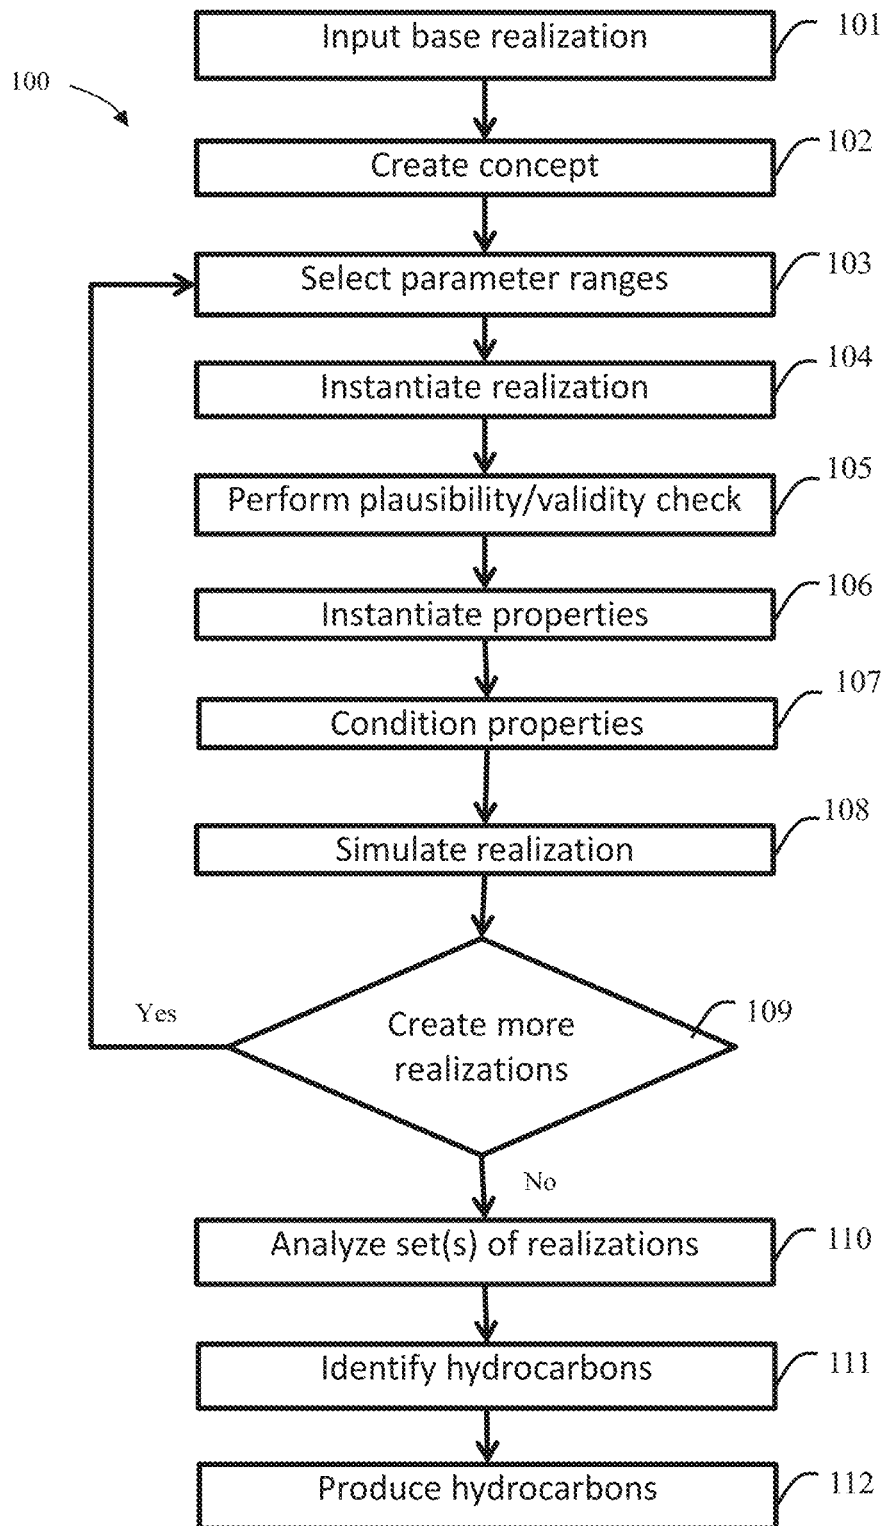 Input base realization
101
100
Create concept
102
Select parameter ranges
103
Instantiate realization
104
Perform plausibility/validity check
105
Instantiate properties
106
Condition properties
107
Simulate realization
108
Yes
Create more
realizations
109
No
Analyze set(s) of realizations
110
Identify hydrocarbons
111
Produce hydrocarbons
112